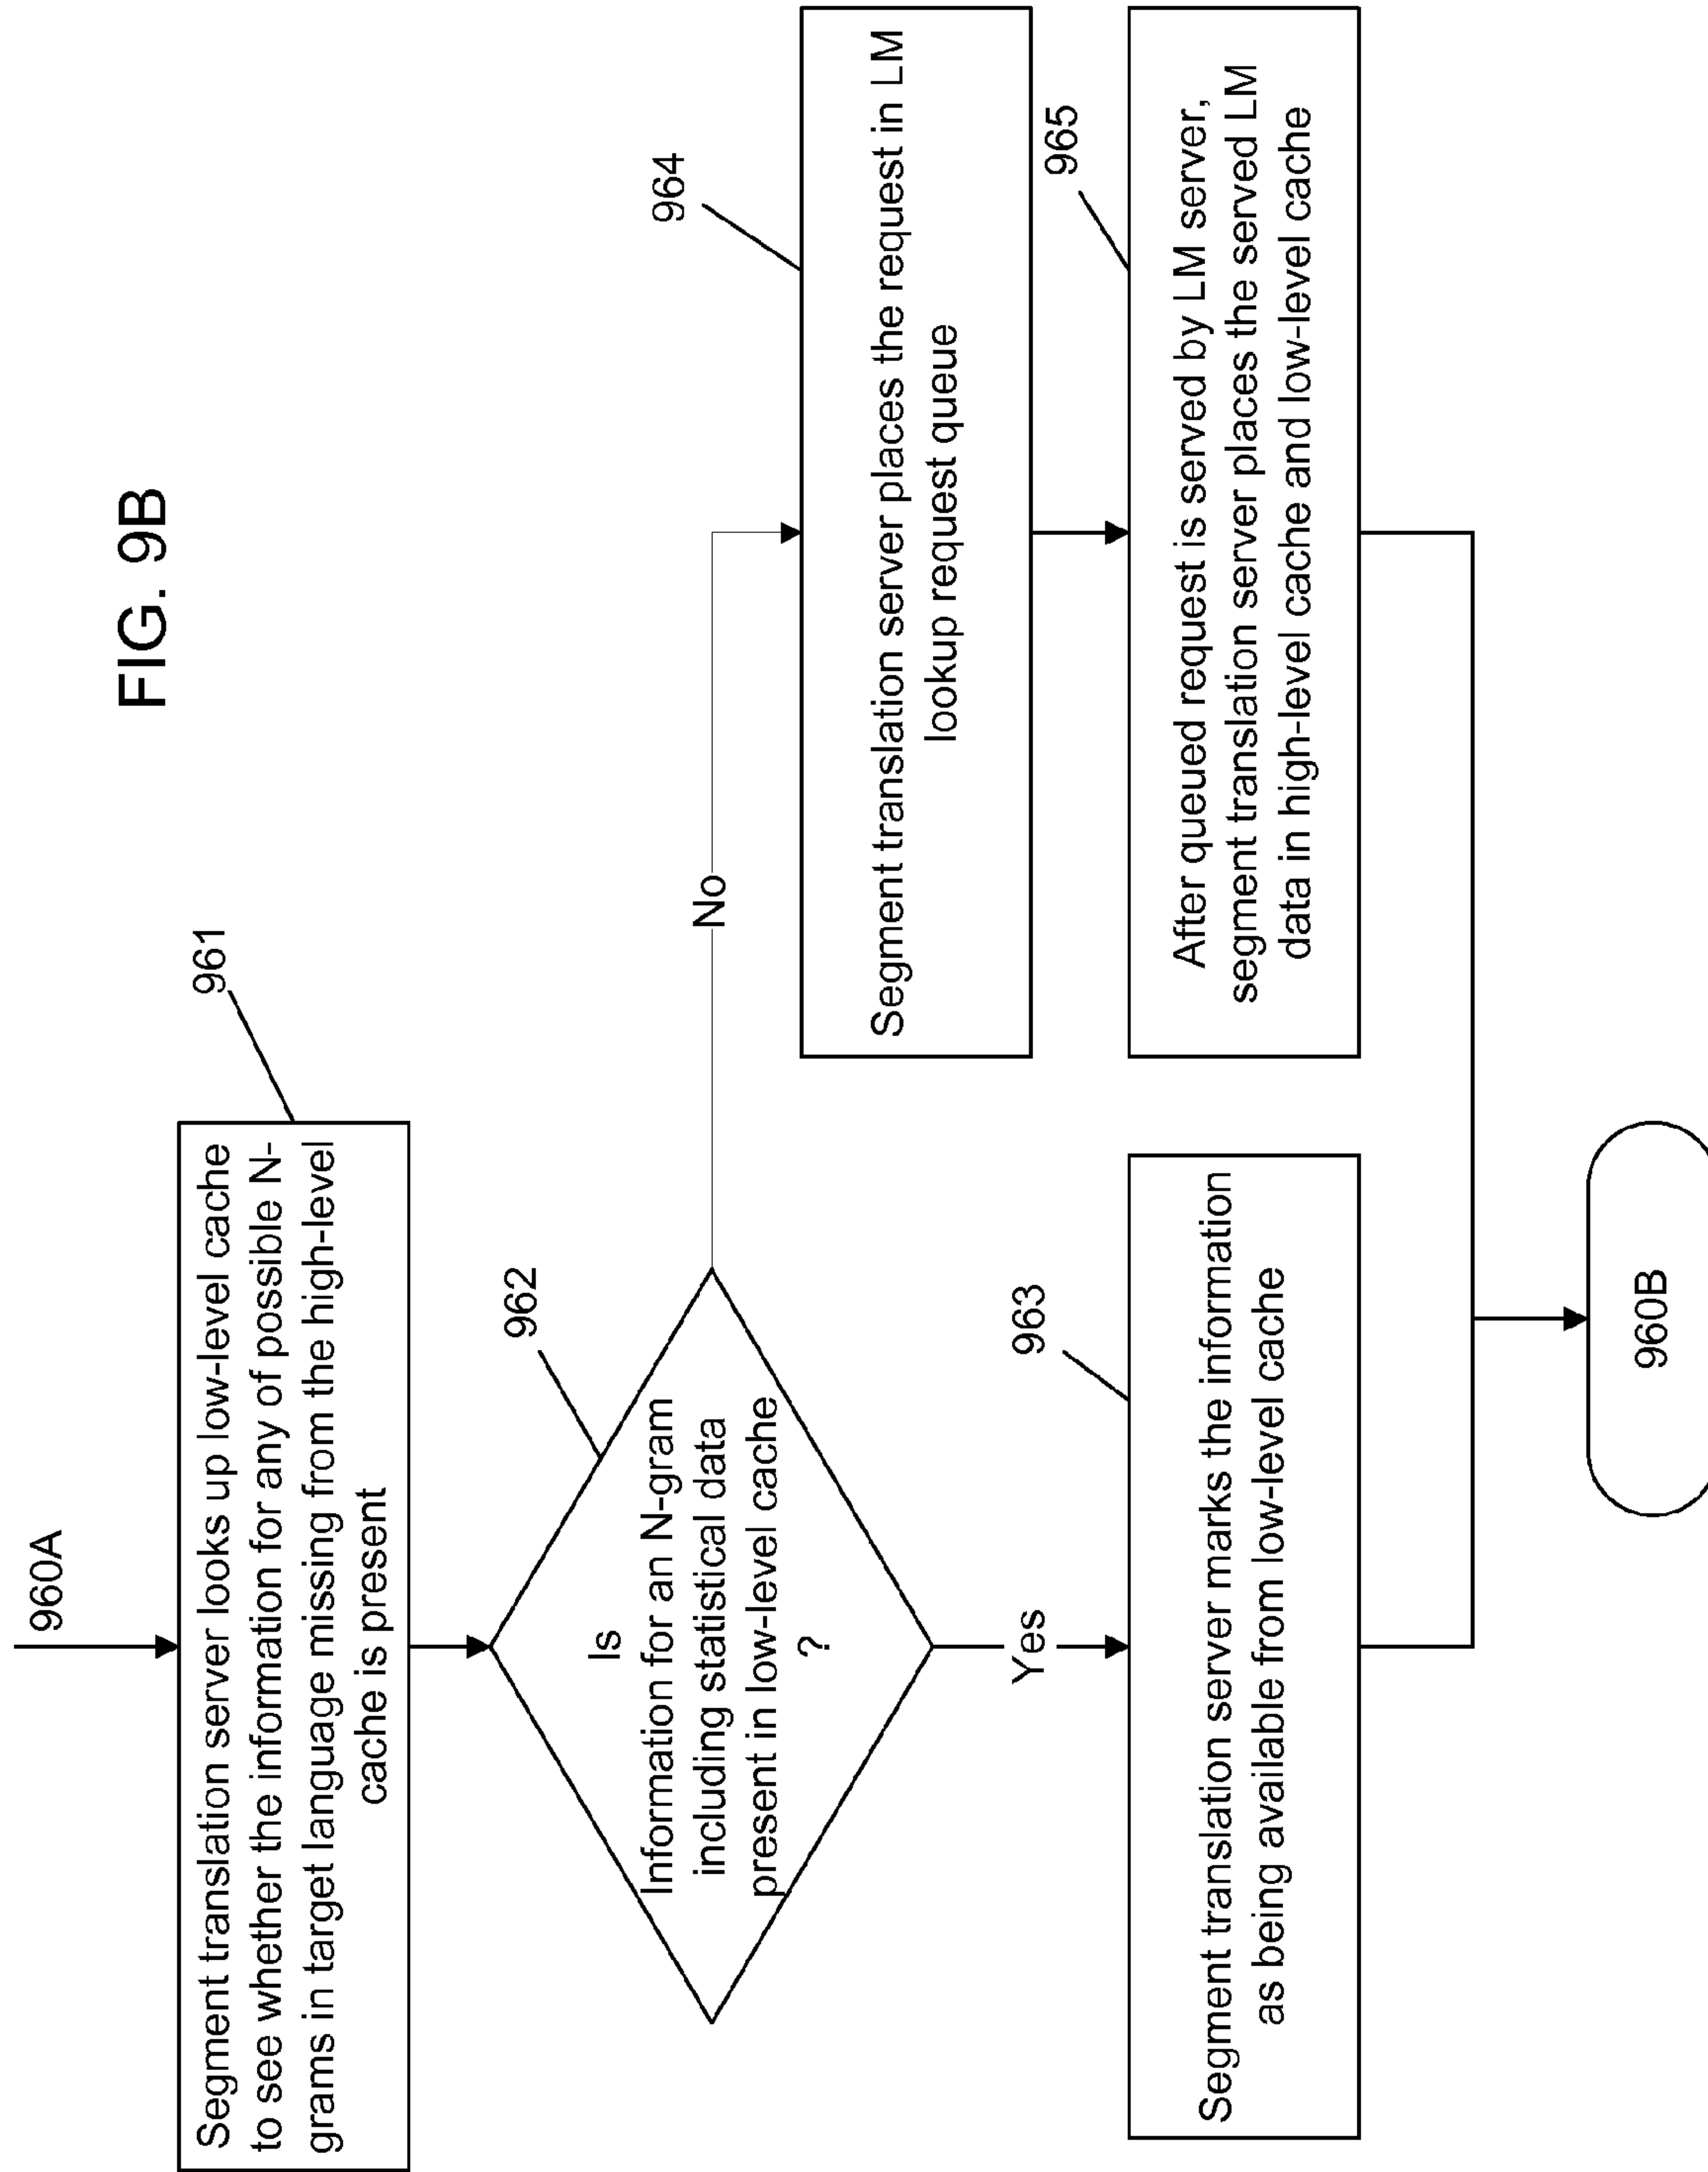 FIG. 9B
960A
961
Segment translation server looks up low-level cache
to see whether the information for any of possible N-
grams in target language missing from the high-level
cache is present
962
Is
Information for an N-gram
including statistical data
present in low-level cache
?
No
Yes
964
Segment translation server places the request in LM
lookup request queue
963
Segment translation server marks the information
as being available from low-level cache
965
After queued request is served by LM server,
segment translation server places the served LM
data in high-level cache and low-level cache
960B